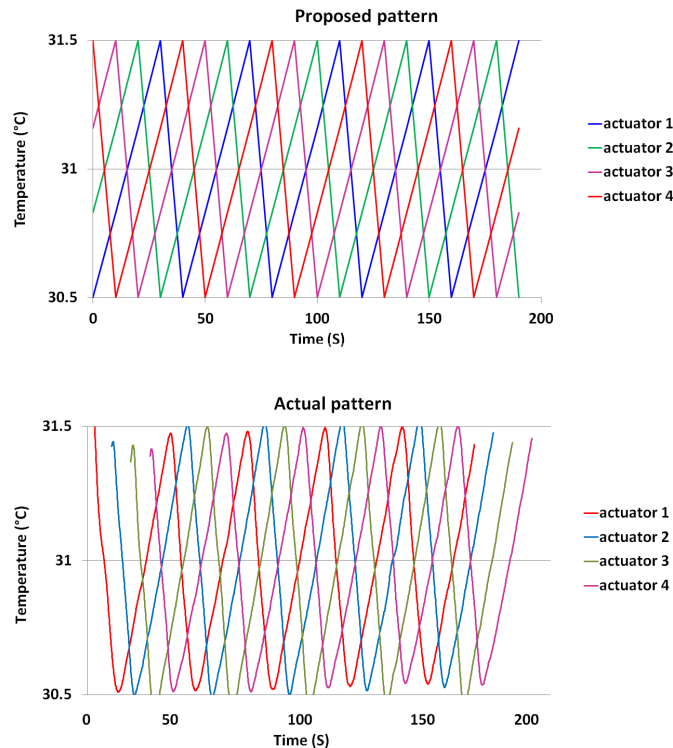 Proposed pattern
31.5
31
30.5
Temperature (°C)
0 50 100 150 200
Time (S)
actuator 1
actuator 2
actuator 3
actuator 4
Actual pattern
31.5
31
30.5
Temperature (°C)
0 50 100 150 200
Time (S)
actuator 1
actuator 2
actuator 3
actuator 4